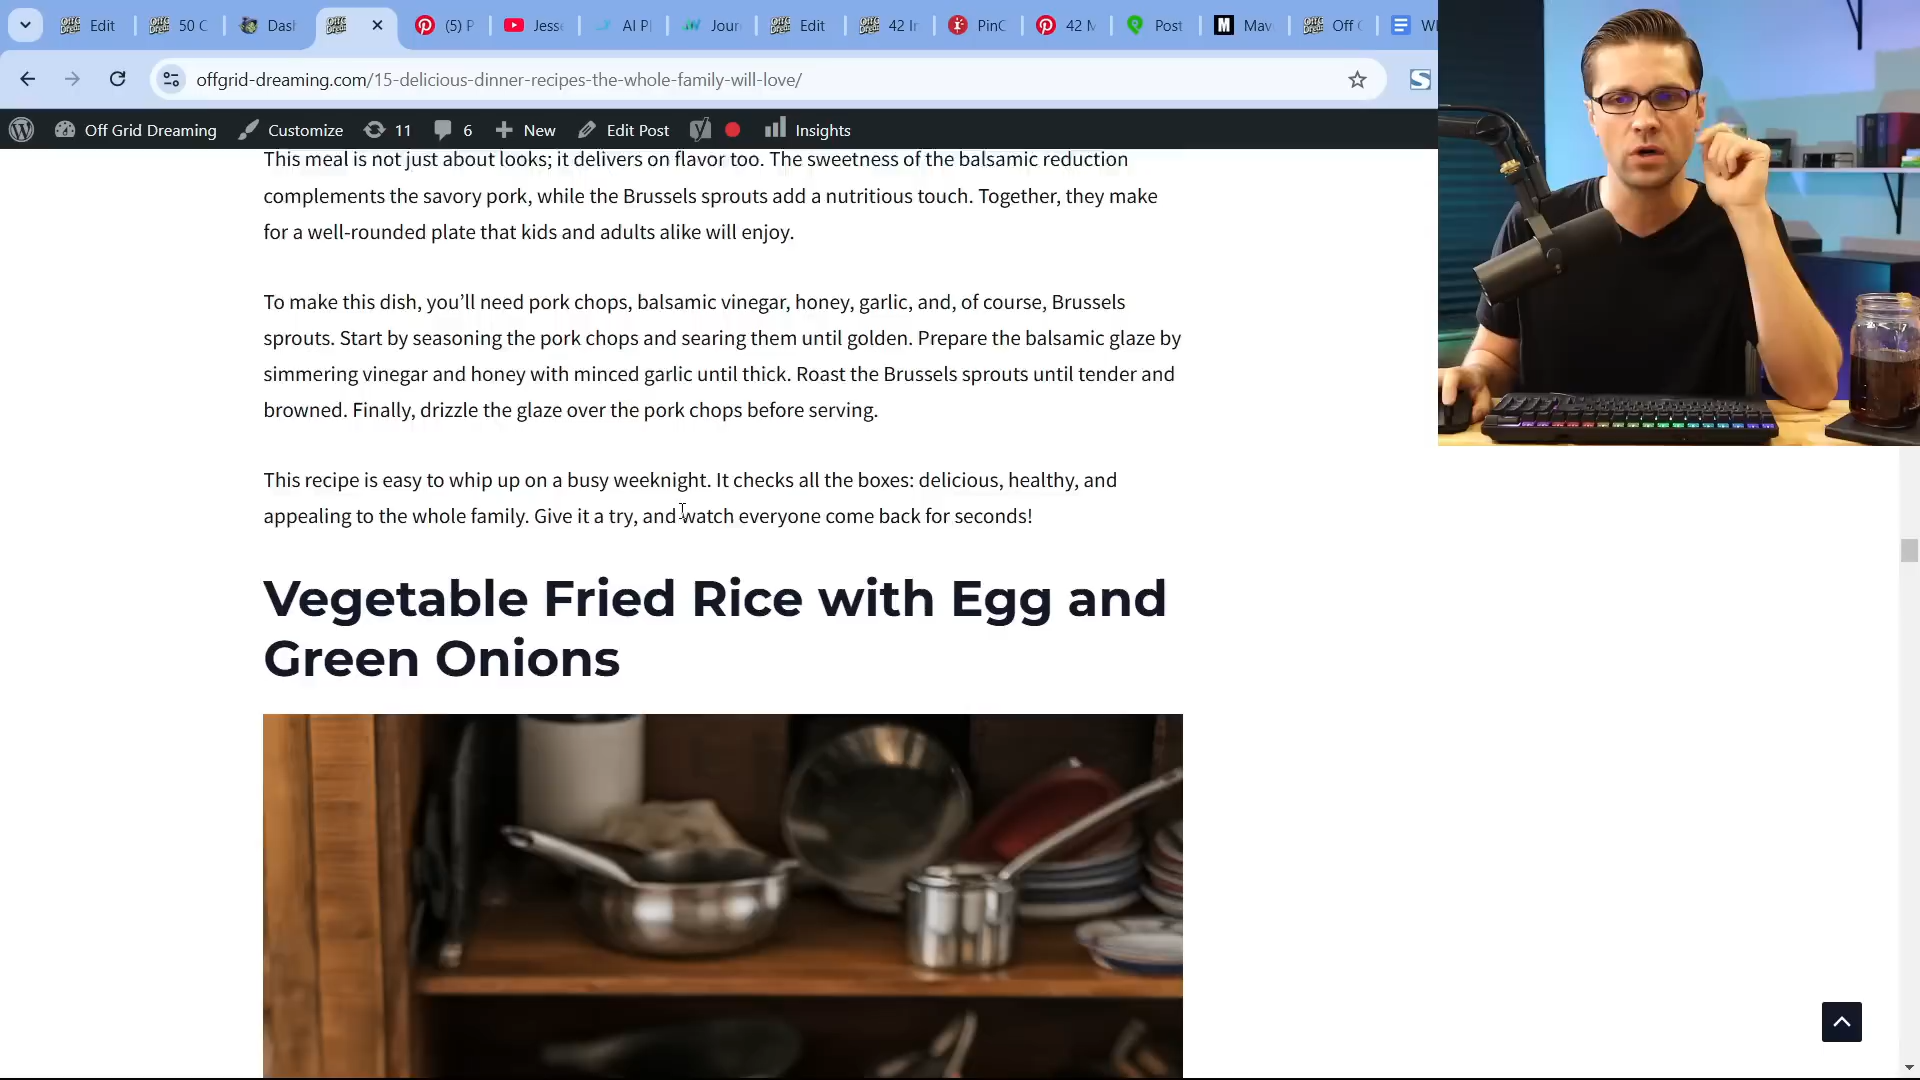 Edit
50 C
Dasl
(5) P
Jesse
AI P
Jour
Edit
42 Ir
PinC
42 M
Post
Mav
Off C
offgrid-dreaming.com/15-delicious-dinner-recipes-the-whole-family-will-love/
Off Grid Dreaming
Customize
11
6
New
Edit Post
Insights
This meal is not just about looks; it delivers on flavor too. The sweetness of the balsamic reduction
complements the savory pork, while the Brussels sprouts add a nutritious touch. Together, they make
for a well-rounded plate that kids and adults alike will enjoy.
To make this dish, you’ll need pork chops, balsamic vinegar, honey, garlic, and, of course, Brussels
sprouts. Start by seasoning the pork chops and searing them until golden. Prepare the balsamic glaze by
simmering vinegar and honey with minced garlic until thick. Roast the Brussels sprouts until tender and
browned. Finally, drizzle the glaze over the pork chops before serving.
This recipe is easy to whip up on a busy weeknight. It checks all the boxes: delicious, healthy, and
appealing to the whole family. Give it a try, and watch everyone come back for seconds!
Vegetable Fried Rice with Egg and
Green Onions